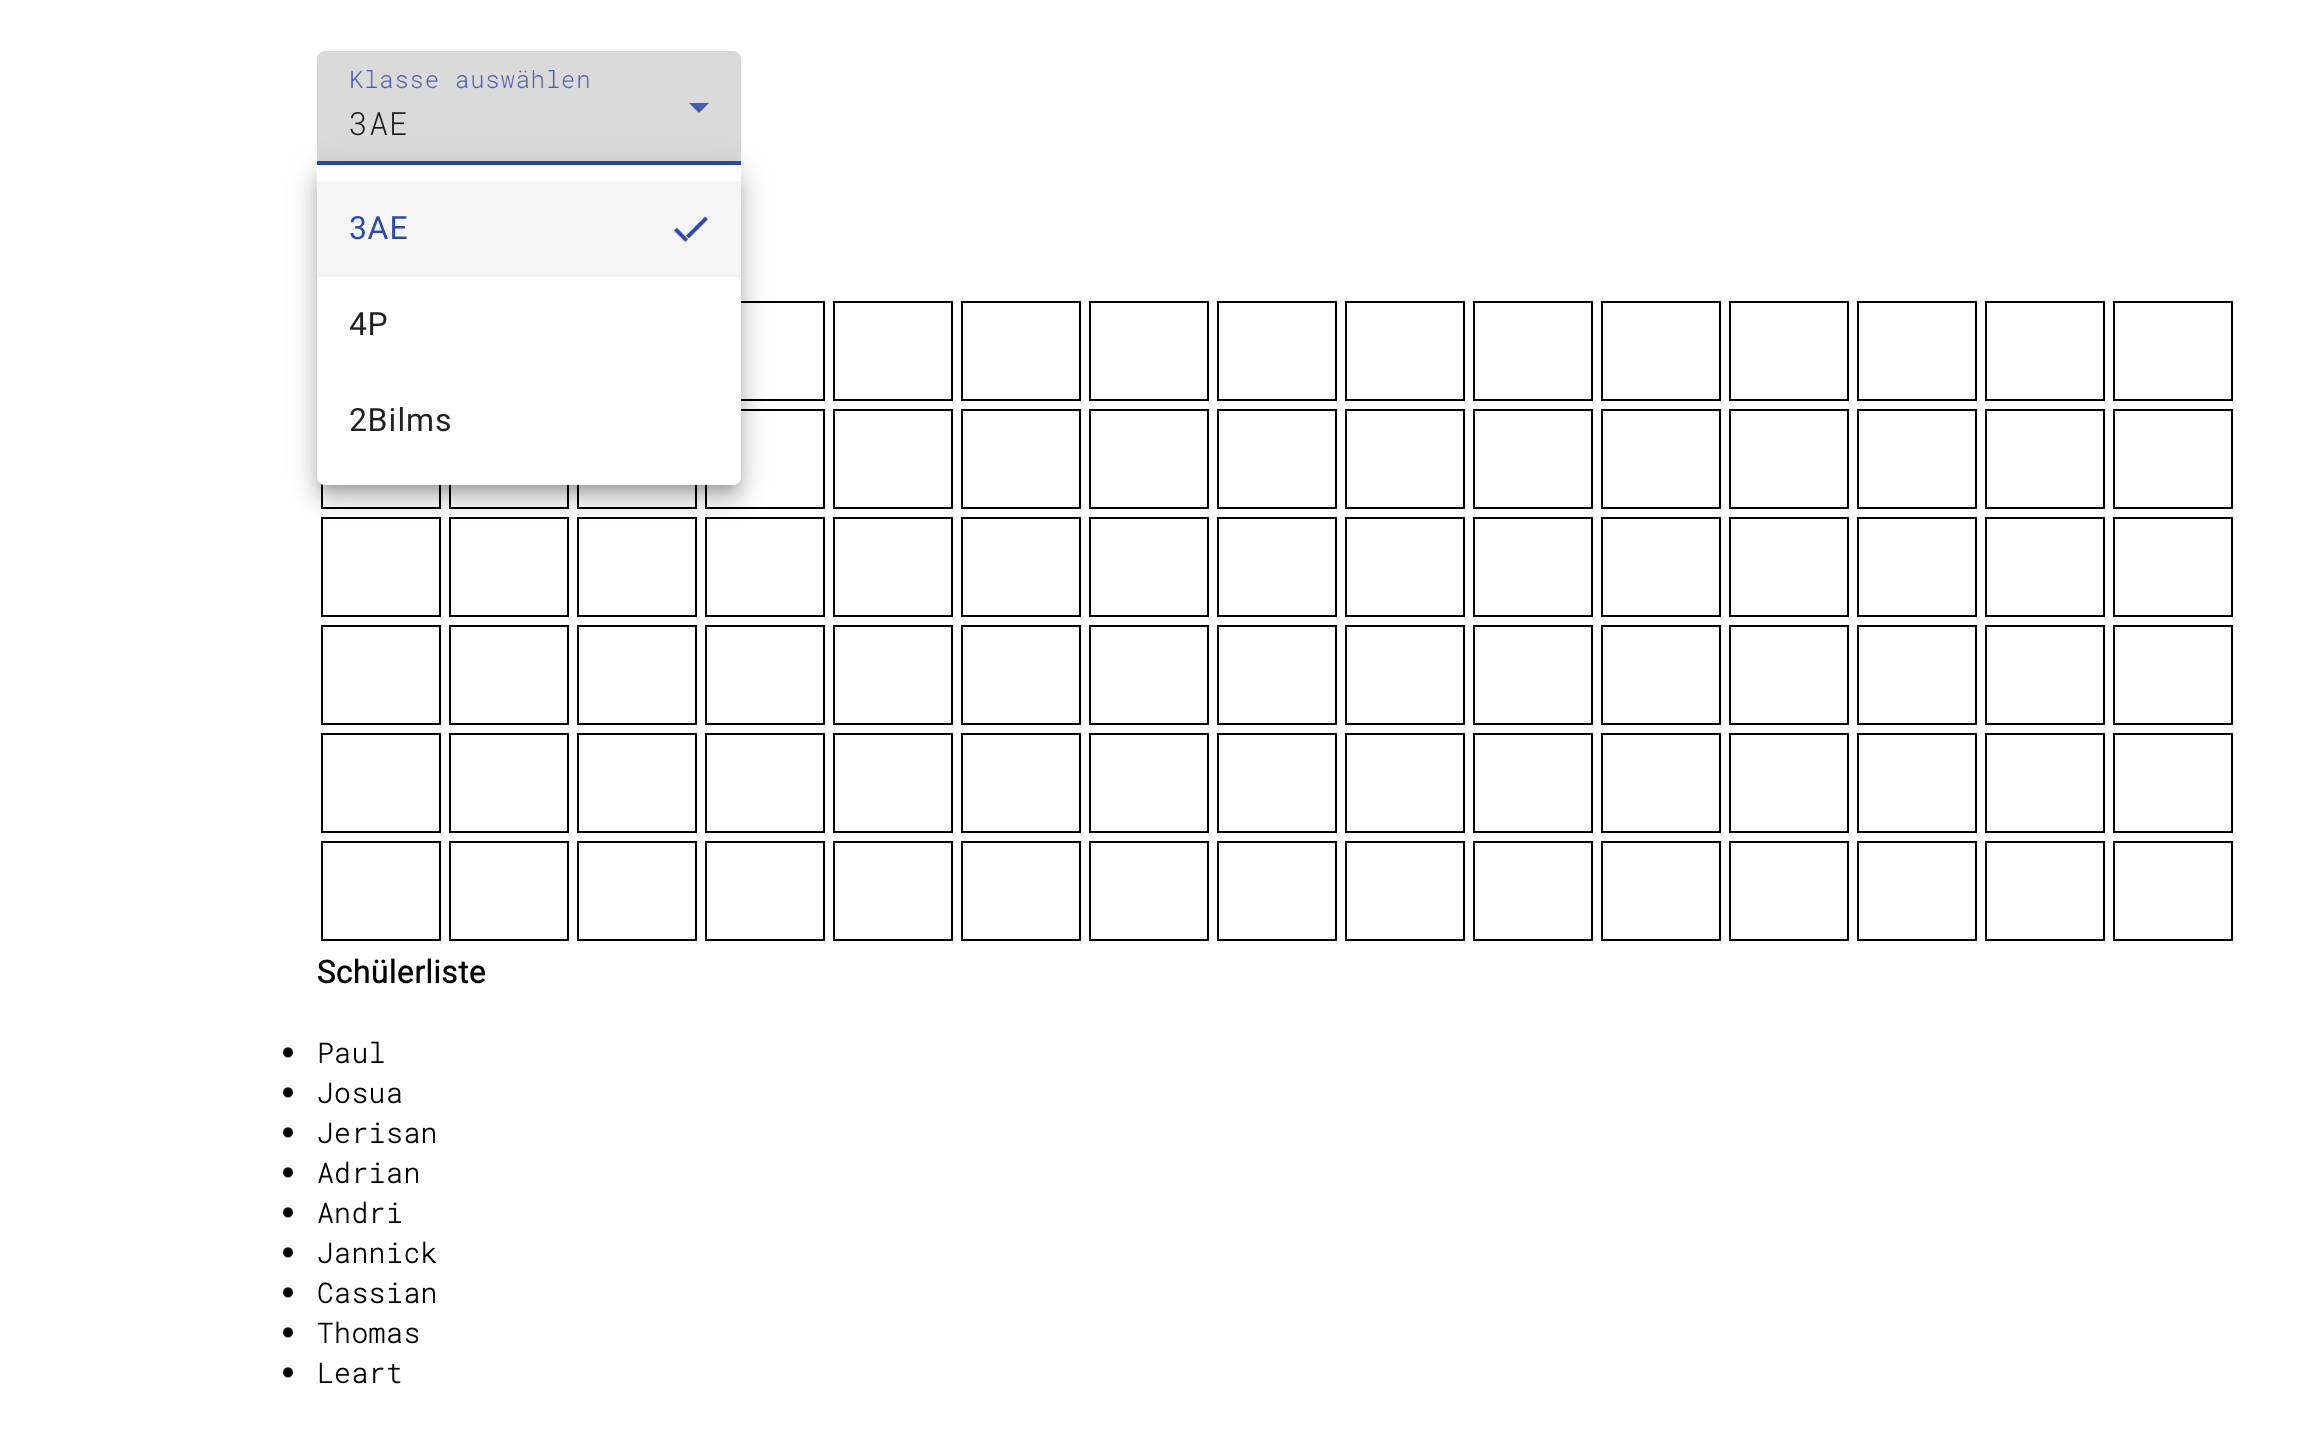 Klasse auswählen
3AE
3AE
4P
2Bilms
Schülerliste
Paul
Josua
Jerisan
Adrian
Andri
Jannick
Cassian
Thomas
Leart